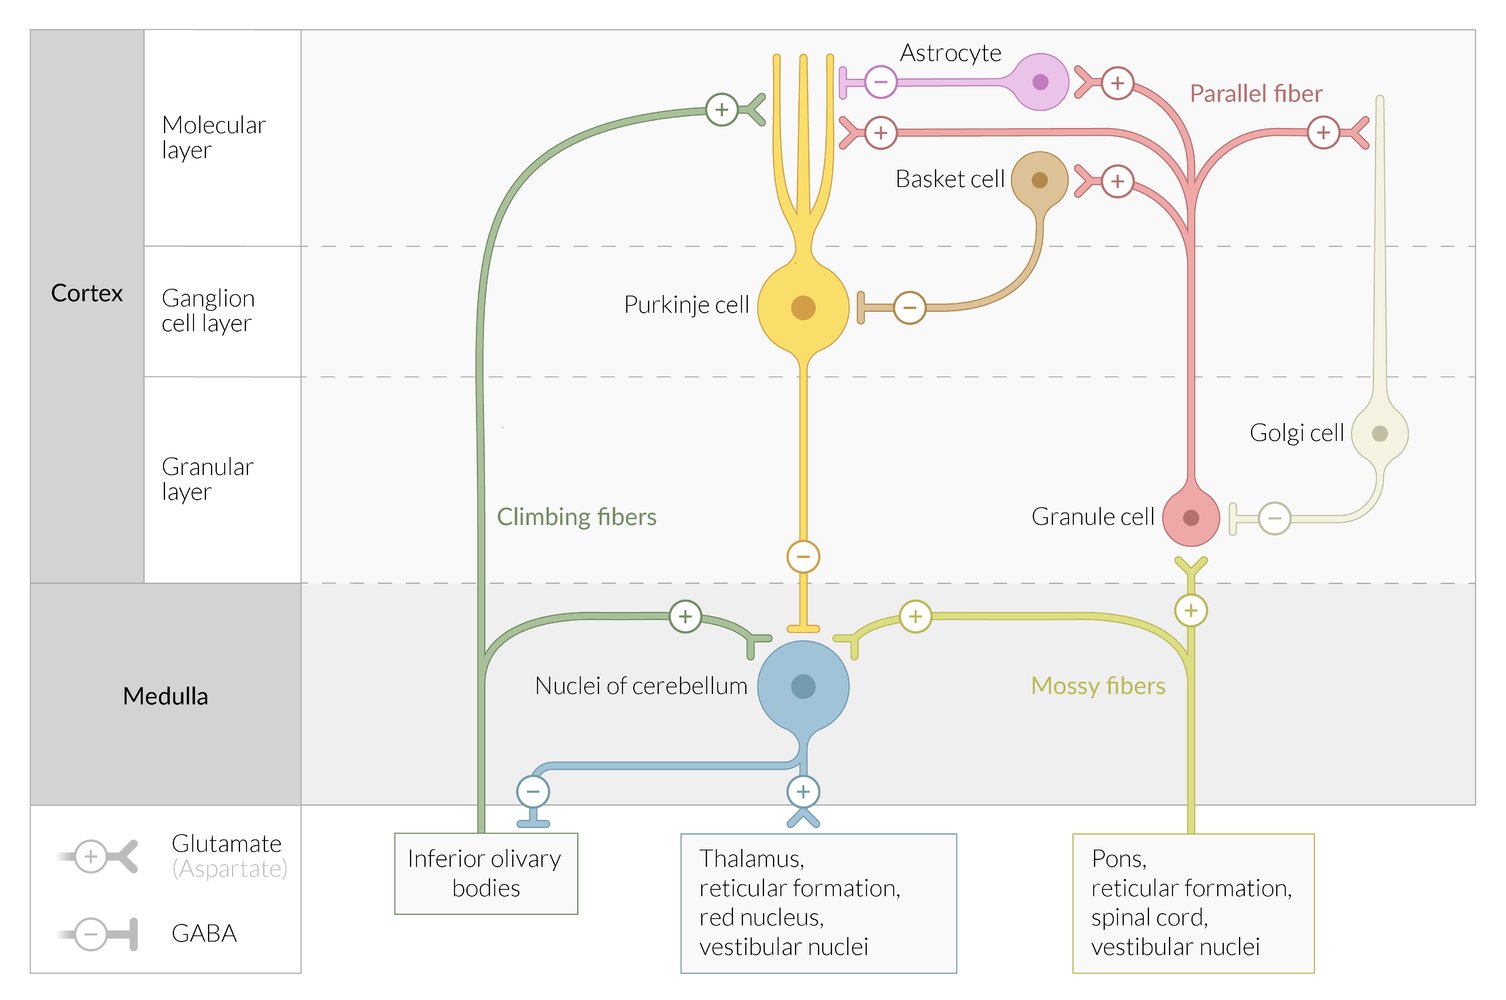 Astrocyte
Parallel fiber
Molecular
layer
Basket cell
Cortex
Ganglion
cell layer
Purkinje cell
Golgi cell
Granular
layer
Climbing fibers
Granule cell
Nuclei of cerebellum
Mossy fibers
Medulla
Glutamate
(Aspartate)
GABA
Inferior olivary
bodies
Thalamus,
reticular formation,
red nucleus,
vestibular nuclei
Pons,
reticular formation,
spinal cord,
vestibular nuclei